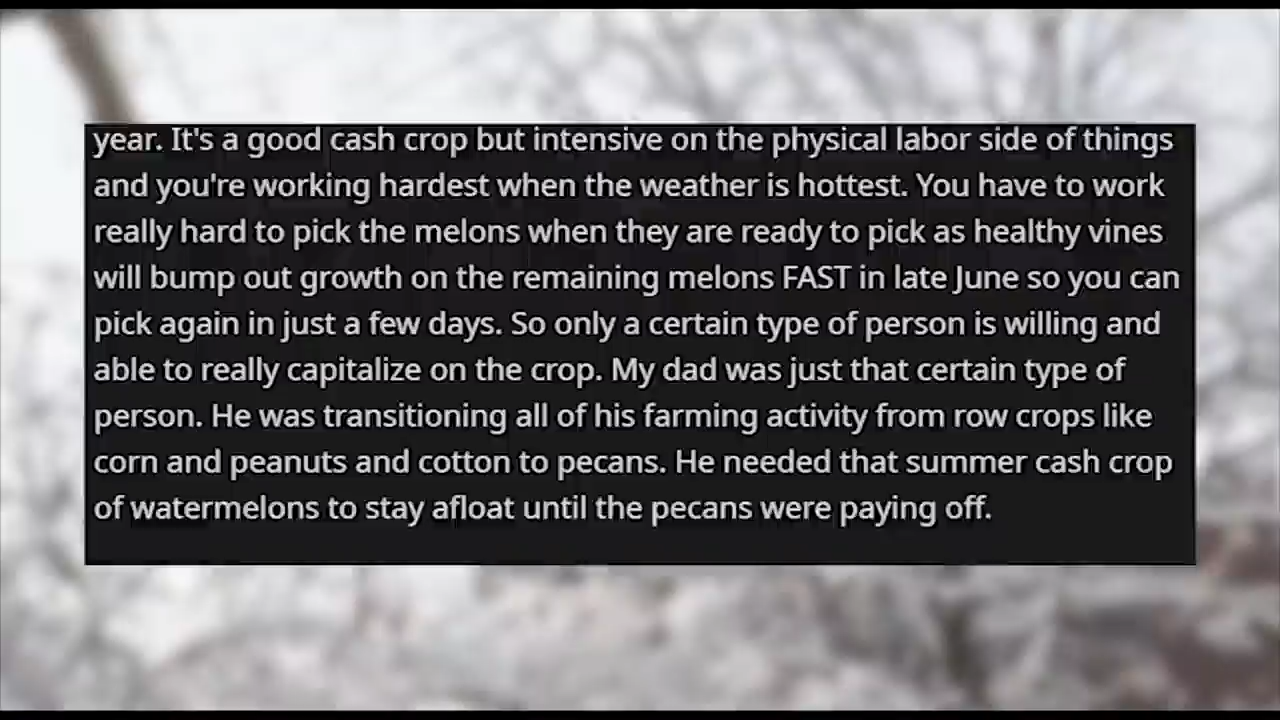 year. It's a good cash crop but intensive on the physical labor side of things
and you're working hardest when the weather is hottest. You have to work
really hard to pick the melons when they are ready to pick as healthy vines
will bump out growth on the remaining melons FAST in late June so you can
pick again in just a few days. So only a certain type of person is willing and
able to really capitalize on the crop. My dad was just that certain type of
person. He was transitioning all of his farming activity from row crops like
corn and peanuts and cotton to pecans. He needed that summer cash crop
of watermelons to stay afloat until the pecans were paying off.